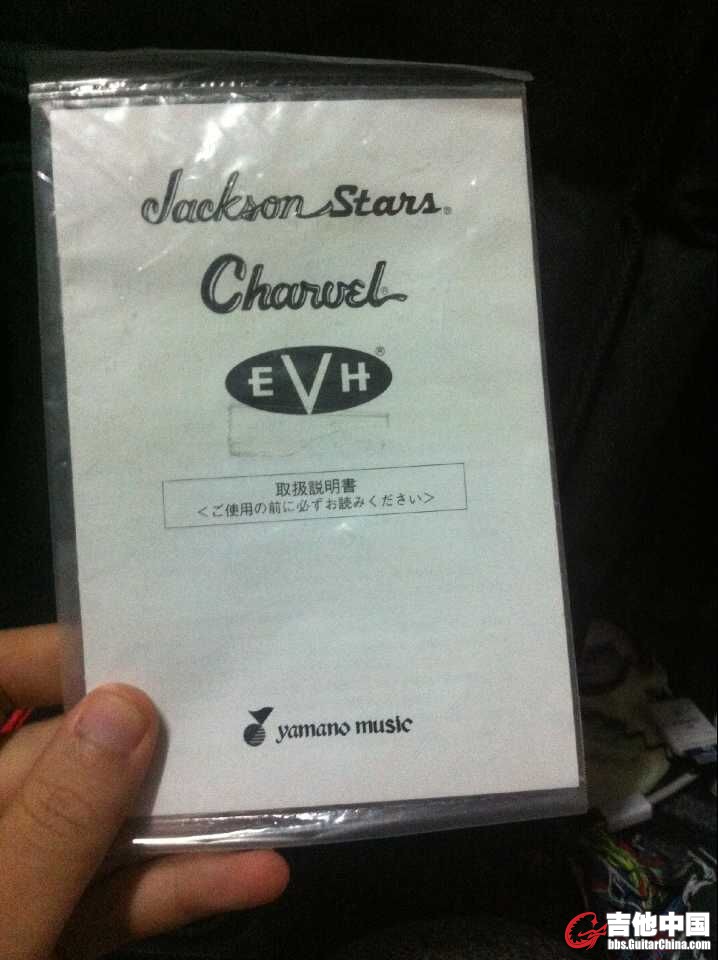 Jackson Stars®
Charvel®
EVH®
取扱説明書
＜ご使用の前に必ずお読みください＞
yamano music
吉他中国
bbs.GuitarChina.com